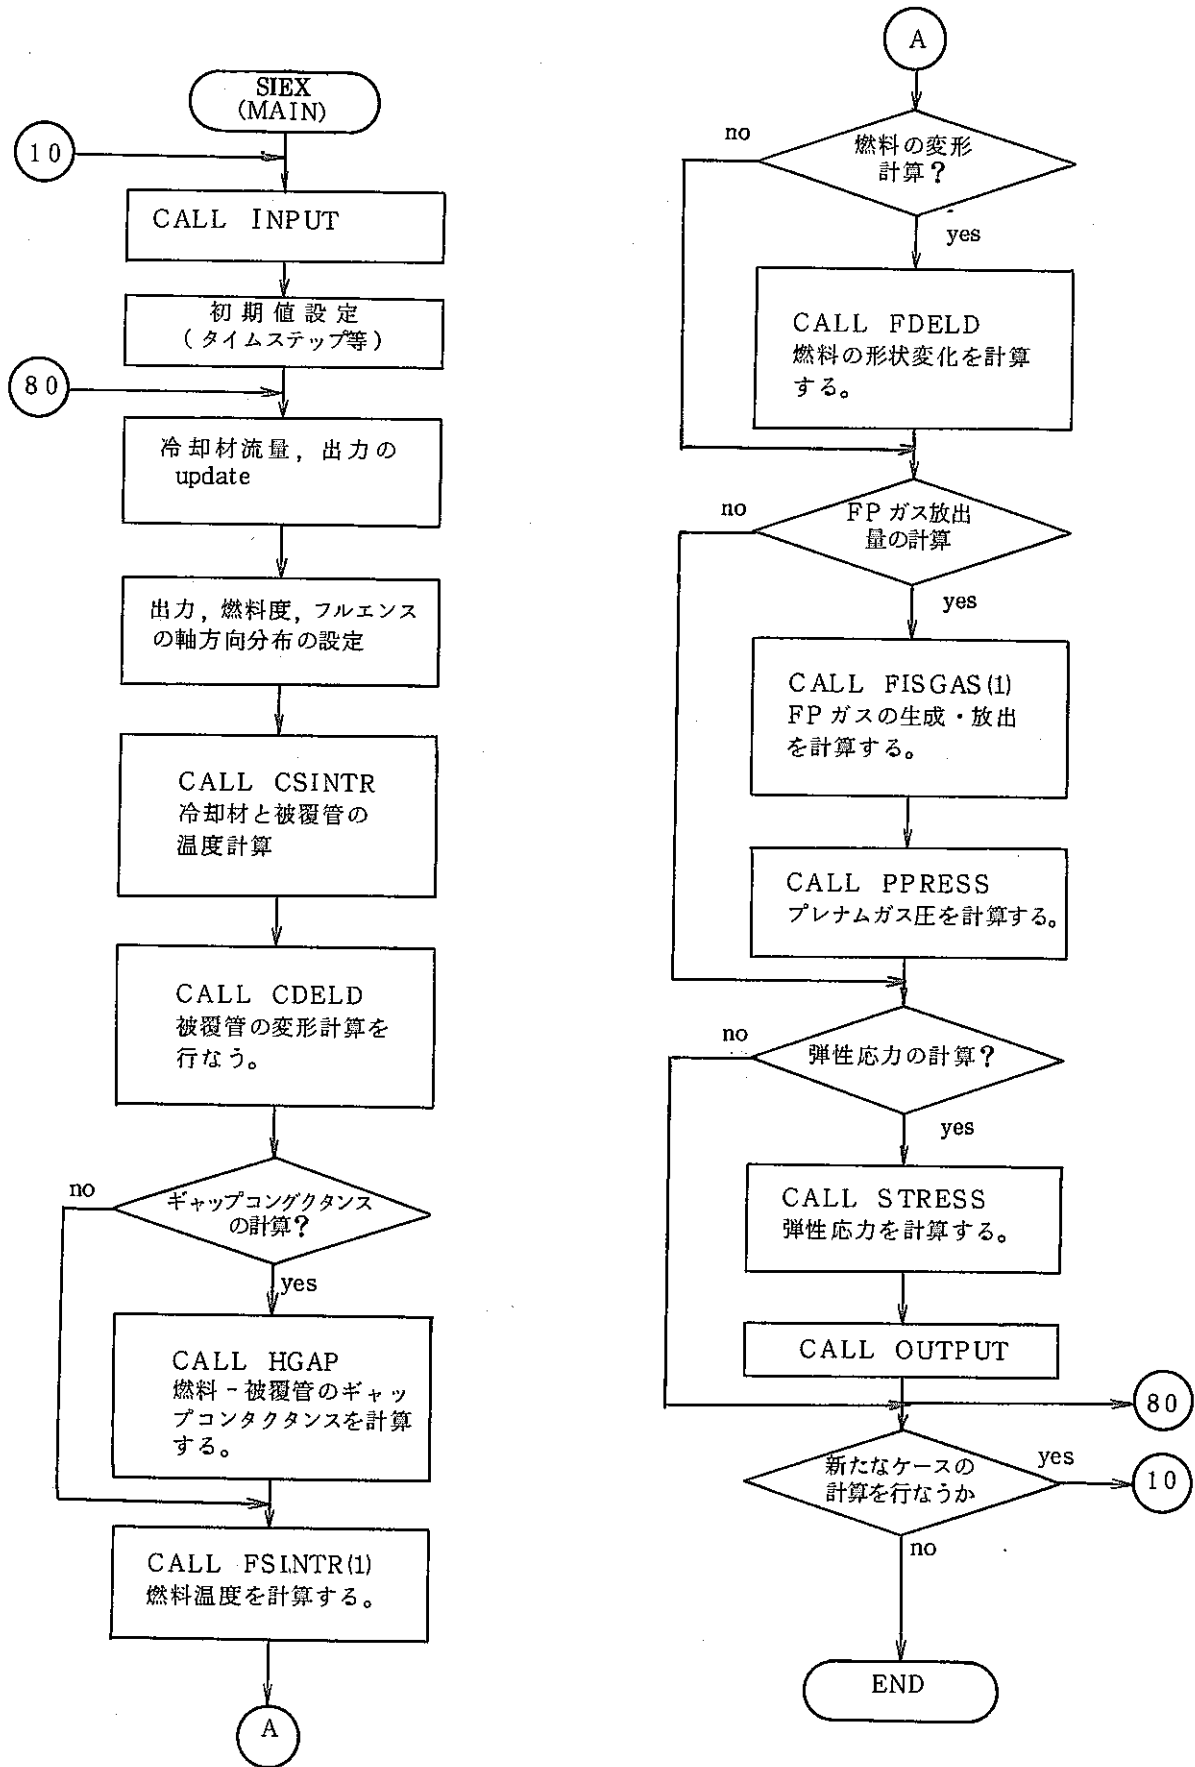 SIEX
(MAIN)
10
CALL INPUT
初期値設定
(タイムステップ等)
80
冷却材流量,出力の
update
出力,燃料度,フルエンス
の軸方向分布の設定
CALL CSINTR
冷却材と被覆管の
温度計算
CALL CDELD
被覆管の変形計算を
行なう。
no
ギャップコングクタンス
の計算?
yes
CALL HGAP
燃料-被覆管のギャッ
プコンタクタンスを計算
する。
CALL FSINTR(1)
燃料温度を計算する。
A
A
no
燃料の変形
計算?
yes
CALL FDELD
燃料の形状変化を計算
する。
no
FPガス放出
量の計算
yes
CALL FISGAS(1)
FPガスの生成・放出
を計算する。
CALL PPRESS
プレナムガス圧を計算する。
no
弾性応力の計算?
yes
CALL STRESS
弾性応力を計算する。
CALL OUTPUT
80
新たなケースの
計算を行なうか
yes
10
no
END